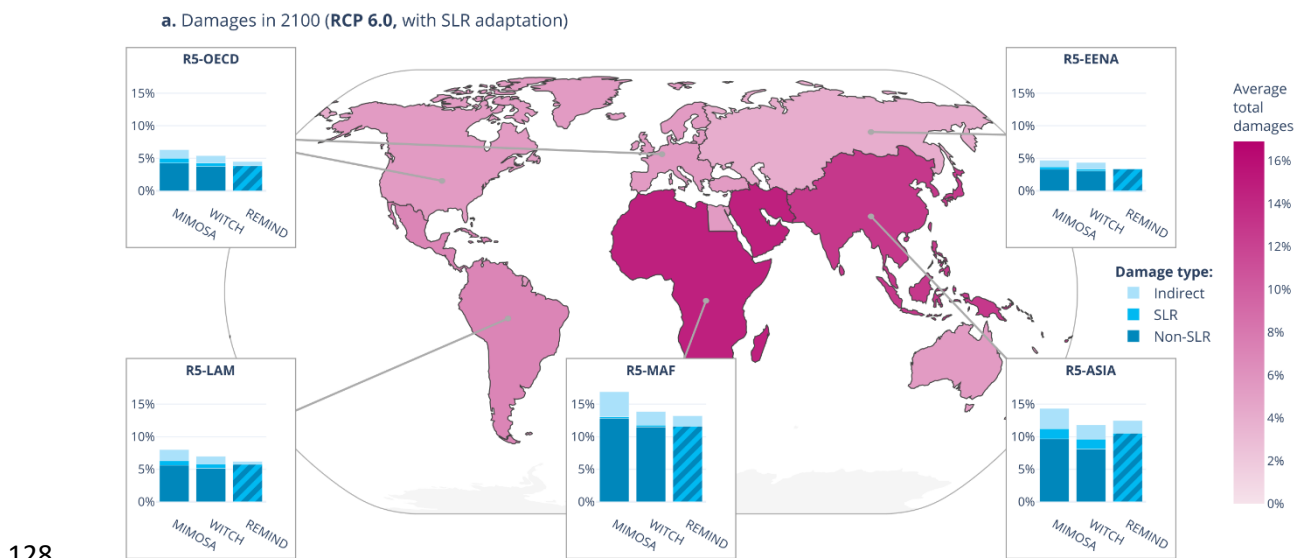 a. Damages in 2100 (RCP 6.0, with SLR adaptation)
R5-OECD
15%
10%
5%
0%
MIMOSA
WITCH
REMIND
R5-EENA
15%
10%
5%
0%
MIMOSA
WITCH
REMIND
Average
total
damages
16%
14%
12%
10%
8%
6%
4%
2%
0%
Damage type:
Indirect
SLR
Non-SLR
R5-LAM
15%
10%
5%
0%
MIMOSA
WITCH
REMIND
R5-MAF
15%
10%
5%
0%
MIMOSA
WITCH
REMIND
R5-ASIA
15%
10%
5%
0%
MIMOSA
WITCH
REMIND
128